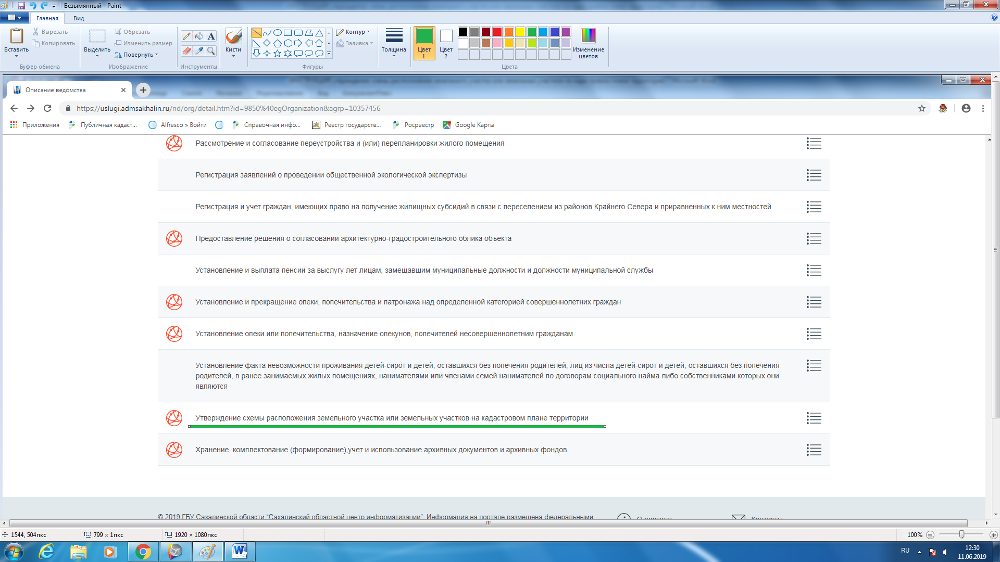 Безымянный - Paint
Главная
Вид
Вставить
Вырезать
Копировать
Буфер обмена
Выделить
Обрезать
Изменить размер
Повернуть
Изображение
Инструменты
Кисти
Фигуры
Контур
Заливка
Толщина
Цвет 1
Цвет 2
Изменение цветов
Цвета
Описание ведомства
https://uslugi.admsakhalin.ru/nd/org/detail.htm?id=9850%40egOrganization&agrp=10357456
Приложения
Публичная кадаст...
Alfresco » Войти
Справочная инфо...
Реестр государств...
Росреестр
Google Карты
Рассмотрение и согласование переустройства и (или) перепланировки жилого помещения
Регистрация заявлений о проведении общественной экологической экспертизы
Регистрация и учет граждан, имеющих право на получение жилищных субсидий в связи с переселением из районов Крайнего Севера и приравненных к ним местностей
Предоставление решения о согласовании архитектурно-градостроительного облика объекта
Установление и выплата пенсии за выслугу лет лицам, замещавшим муниципальные должности и должности муниципальной службы
Установление и прекращение опеки, попечительства и патронажа над определенной категорией совершеннолетних граждан
Установление опеки или попечительства, назначение опекунов, попечителей несовершеннолетним гражданам
Установление факта невозможности проживания детей-сирот и детей, оставшихся без попечения родителей, лиц из числа детей-сирот и детей, оставшихся без попечения
родителей, в ранее занимаемых жилых помещениях, нанимателями или членами семей нанимателей по договорам социального найма либо собственниками которых они
являются
Утверждение схемы расположения земельного участка или земельных участков на кадастровом плане территории
Хранение, комплектование (формирование),учет и использование архивных документов и архивных фондов.
© 2019 ГБУ Сахалинской области “Сахалинский областной центр информатизации”. Информация на портале размещена федеральными
О портале
Контакты
1544, 504пкс
799 × 1пкс
1920 × 1080пкс
100%
RU
12:30
11.06.2019